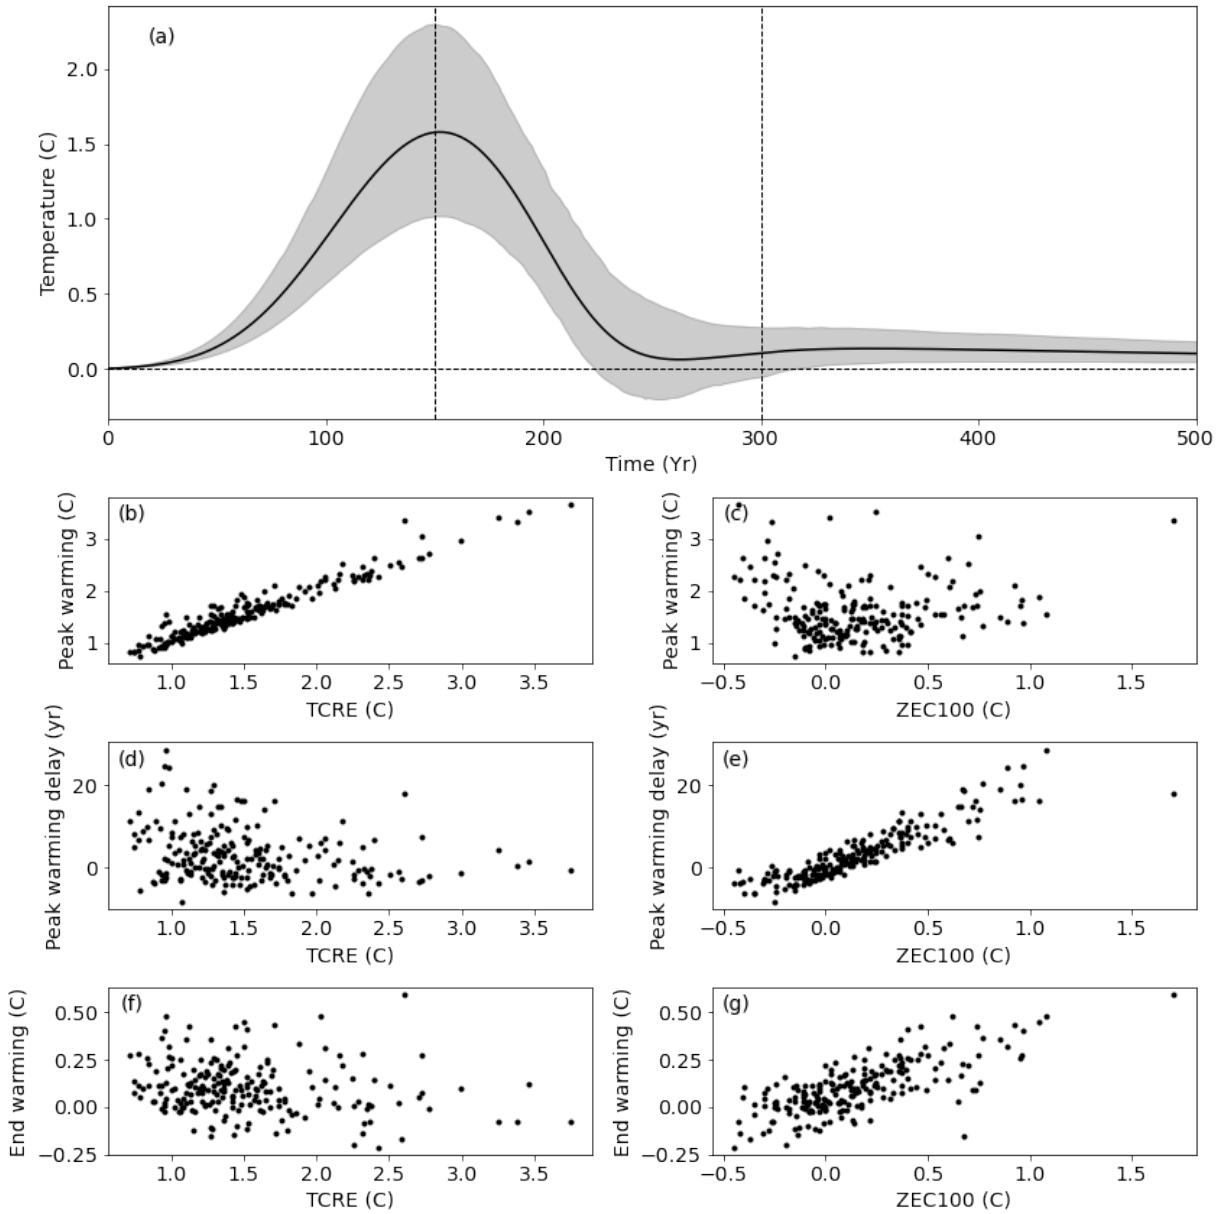 (a)
Temperature (C)
2.0
1.5
1.0
0.5
0.0
0 100 200 300 400 500
Time (Yr)
(b)
Peak warming (C)
3
2
1
1.0 1.5 2.0 2.5 3.0 3.5
TCRE (C)
(c)
Peak warming (C)
3
2
1
−0.5 0.0 0.5 1.0 1.5
ZEC100 (C)
(d)
Peak warming delay (yr)
20
0
1.0 1.5 2.0 2.5 3.0 3.5
TCRE (C)
(e)
Peak warming delay (yr)
20
0
−0.5 0.0 0.5 1.0 1.5
ZEC100 (C)
(f)
End warming (C)
0.50
0.25
0.00
−0.25
1.0 1.5 2.0 2.5 3.0 3.5
TCRE (C)
(g)
End warming (C)
0.50
0.25
0.00
−0.25
−0.5 0.0 0.5 1.0 1.5
ZEC100 (C)